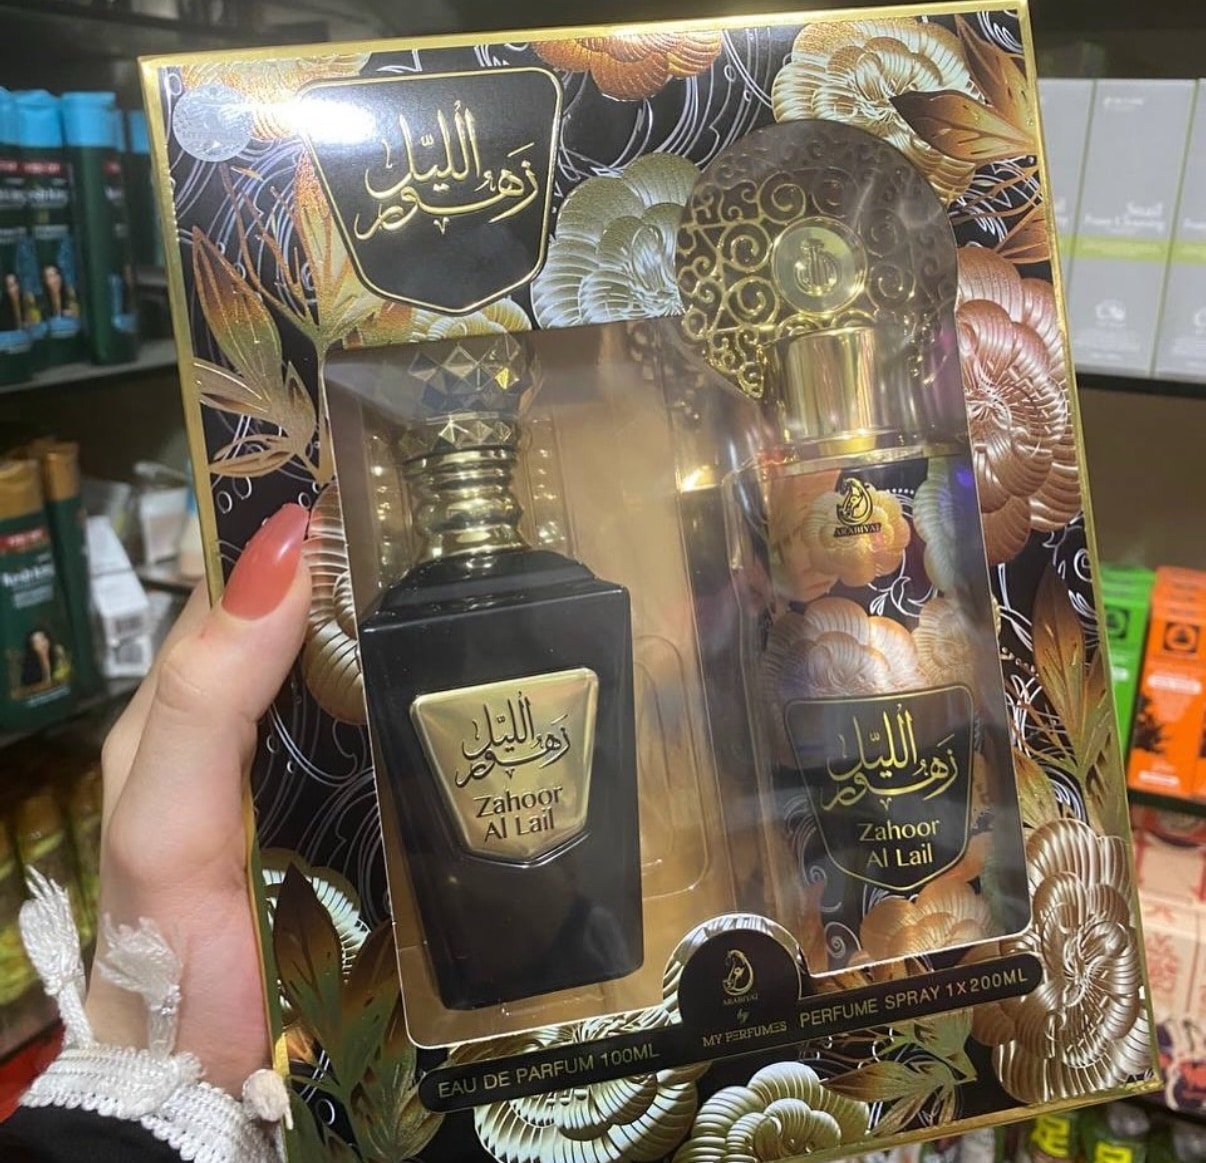 زهور الليل
زهور الليل
Zahoor
Al Lail
ARABIYAT
زهور الليل
Zahoor
Al Lail
ARABIYAT
by
MY PERFUMES
EAU DE PARFUM 100ML
PERFUME SPRAY 1X200ML